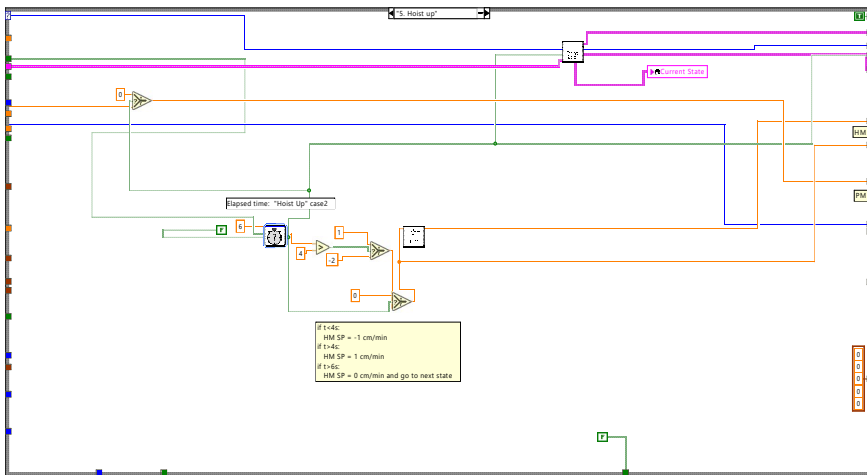 "S. Hoist up"
T
Current State
0
HM
PM
Elapsed time: "Hoist Up" case2
6
F
1
>
4
-2
0
if t<4s:
HM SP = -1 cm/min
if t>4s:
HM SP = 1 cm/min
if t>6s:
HM SP = 0 cm/min and go to next state
0
0
0
0
0
F